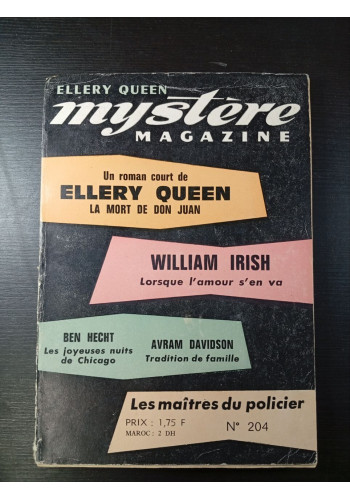 ELLERY QUEEN
mystère
MAGAZINE
Un roman court de
ELLERY QUEEN
LA MORT DE DON JUAN
WILLIAM IRISH
Lorsque l'amour s'en va
BEN HECHT
Les joyeuses nuits
de Chicago
AVRAM DAVIDSON
Tradition de famille
Les maîtres du policier
PRIX : 1,75 F
MAROC : 2 DH
N° 204